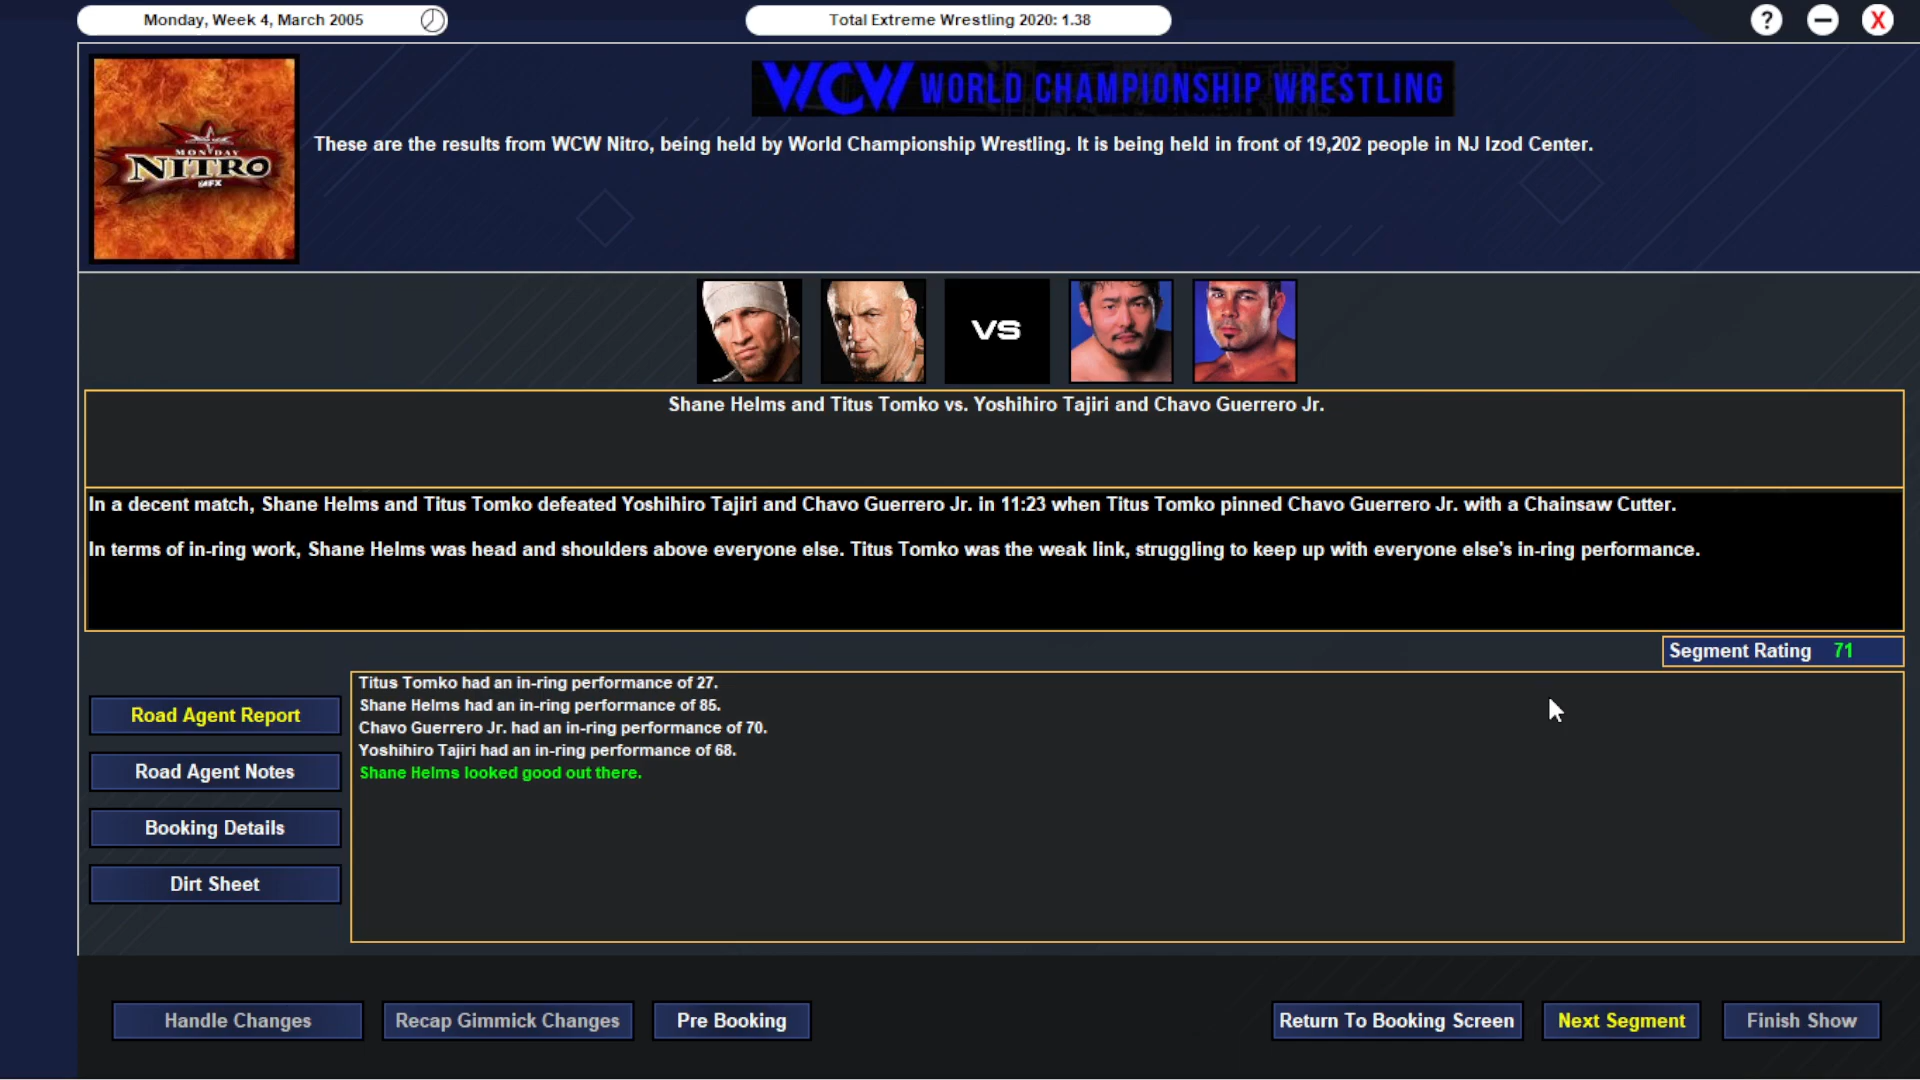 Monday, Week 4, March 2005
Total Extreme Wrestling 2020: 1.38
?
X
WCW WORLD CHAMPIONSHIP WRESTLING
MONDAY
NITRO
These are the results from WCW Nitro, being held by World Championship Wrestling. It is being held in front of 19,202 people in NJ Izod Center.
VS
Shane Helms and Titus Tomko vs. Yoshihiro Tajiri and Chavo Guerrero Jr.
In a decent match, Shane Helms and Titus Tomko defeated Yoshihiro Tajiri and Chavo Guerrero Jr. in 11:23 when Titus Tomko pinned Chavo Guerrero Jr. with a Chainsaw Cutter.
In terms of in-ring work, Shane Helms was head and shoulders above everyone else. Titus Tomko was the weak link, struggling to keep up with everyone else's in-ring performance.
Segment Rating 71
Road Agent Report
Road Agent Notes
Booking Details
Dirt Sheet
Titus Tomko had an in-ring performance of 27.
Shane Helms had an in-ring performance of 85.
Chavo Guerrero Jr. had an in-ring performance of 70.
Yoshihiro Tajiri had an in-ring performance of 68.
Shane Helms looked good out there.
Handle Changes
Recap Gimmick Changes
Pre Booking
Return To Booking Screen
Next Segment
Finish Show